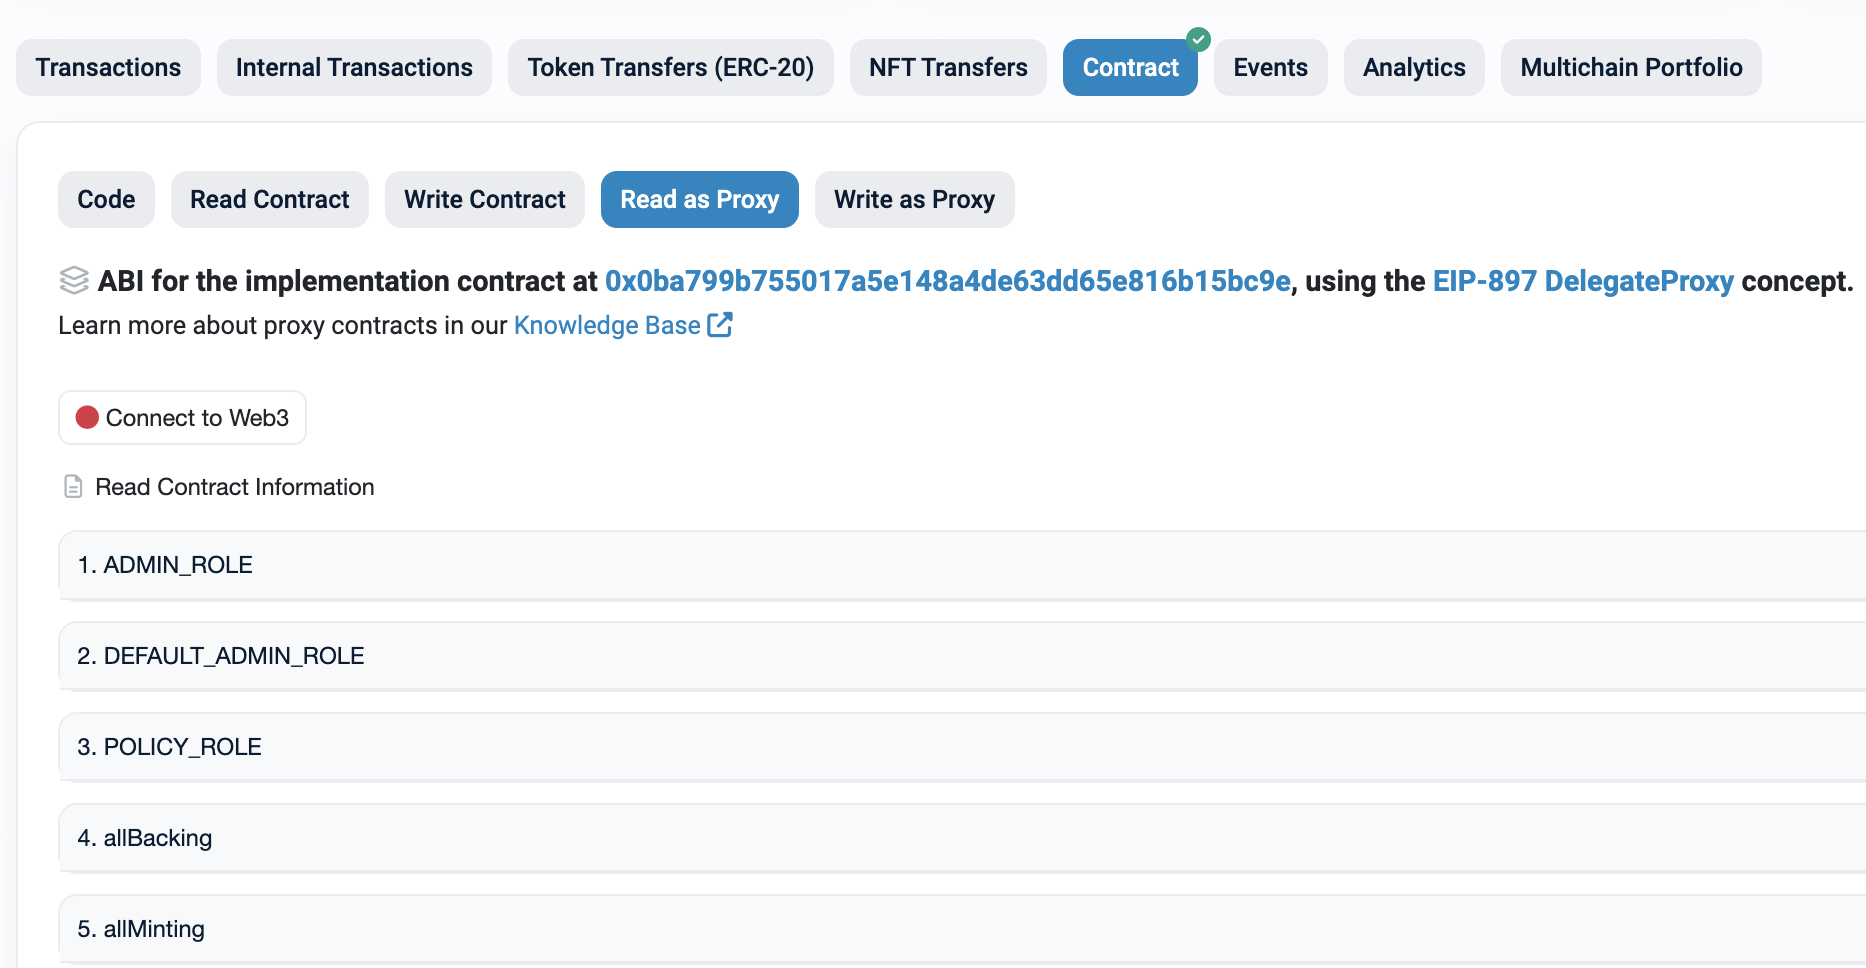 Transactions Internal Transactions Token Transfers (ERC-20) NFT Transfers Contract Events Analytics Multichain Portfolio
Code Read Contract Write Contract Read as Proxy Write as Proxy
ABI for the implementation contract at 0x0ba799b755017a5e148a4de63dd65e816b15bc9e, using the EIP-897 DelegateProxy concept.
Learn more about proxy contracts in our Knowledge Base
Connect to Web3
Read Contract Information
1. ADMIN_ROLE
2. DEFAULT_ADMIN_ROLE
3. POLICY_ROLE
4. allBacking
5. allMinting